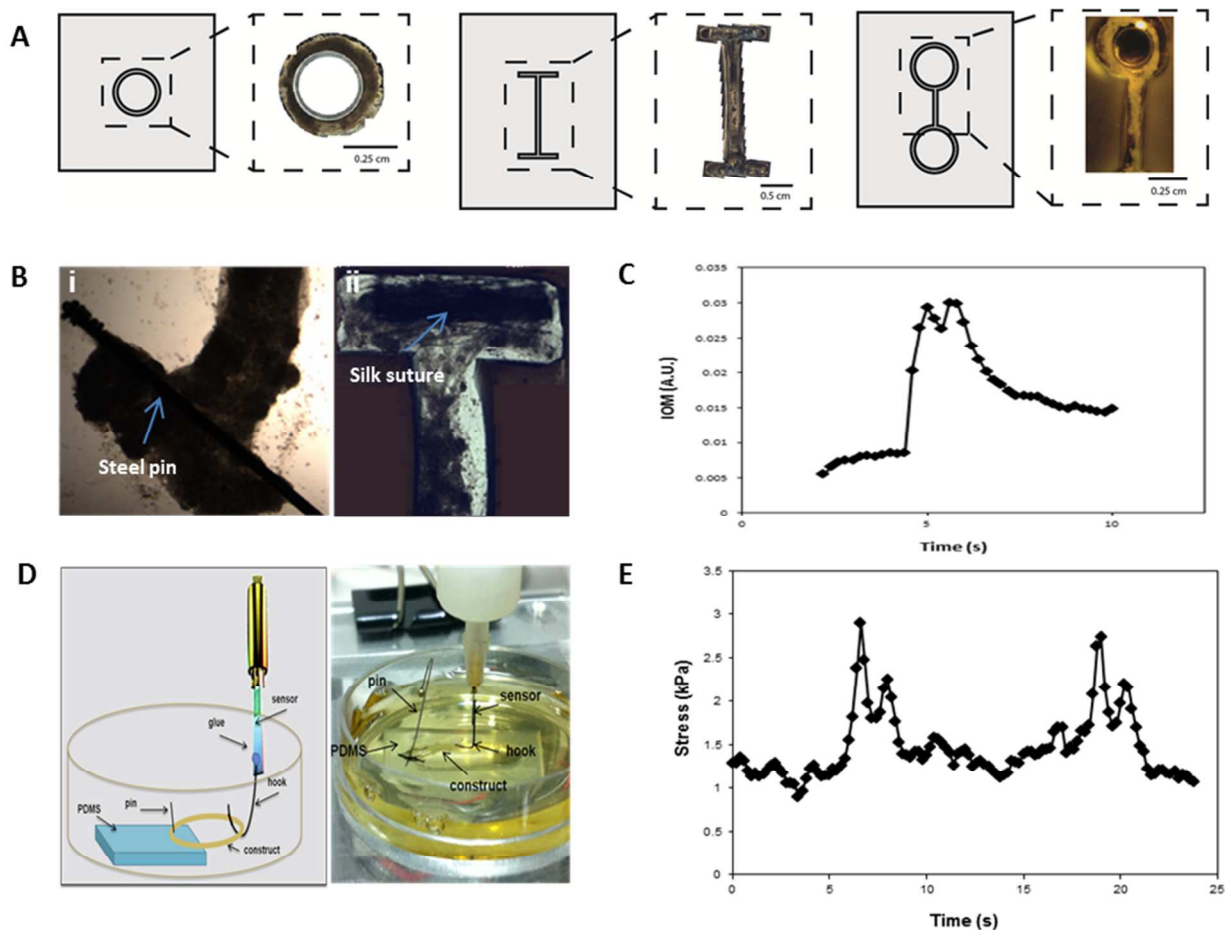 A
0.25 cm
0.5 cm
0.25 cm
B
i
Steel pin
ii
Silk suture
C
IOM (A.U.)
0.035
0.03
0.025
0.02
0.015
0.01
0.005
0
0
5
10
Time (s)
D
sensor
glue
hook
pin
PDMS
construct
pin
sensor
PDMS
hook
construct
E
Stress (kPa)
3.5
3
2.5
2
1.5
1
0.5
0
0
5
10
15
20
25
Time (s)